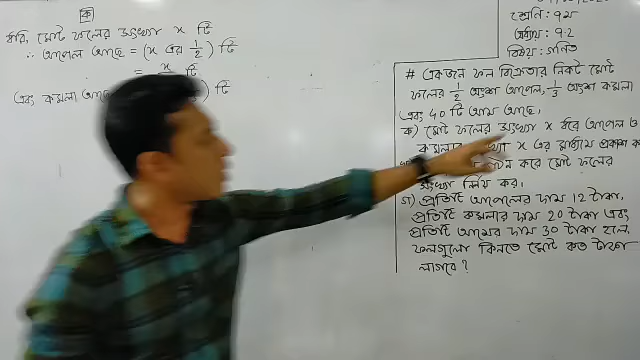 ক
ধরি, মোট ফলের সংখ্যা x টি
∴ আপেল আছে = (x এর 1/2) টি
= x টি
এবং কমলা আছে ) টি
শ্রেণি: ৭ম
অধ্যায়: ৭.২
বিষয়: গণিত
# একজন ফল বিক্রেতার নিকট মোট
ফলের 1/2 অংশ আপেল, 1/3 অংশ কমলা
এবং 40 টি আম আছে,
ক) মোট ফলের সংখ্যা x ধরে আপেল ও
কমলার x এর মাধ্যমে প্রকাশ কর
করে মোট ফলের
সংখ্যা নির্ণয় কর।
গ) প্রতিটি আপেলের দাম 12 টাকা,
প্রতিটি কমলার দাম 20 টাকা এবং
প্রতিটি আমের দাম 30 টাকা হলে,
ফলগুলো কিনতে মোট কত টাকা
লাগবে ?